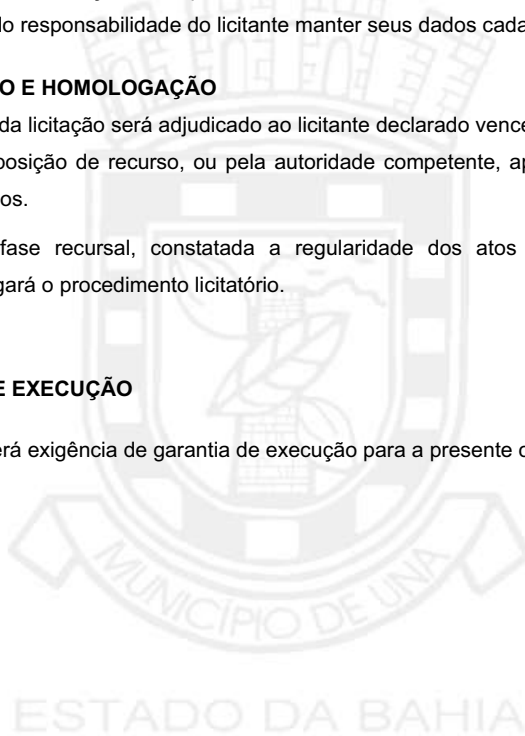 do responsabilidade do licitante manter seus dados cada
O E HOMOLOGAÇÃO
da licitação será adjudicado ao licitante declarado vence
posição de recurso, ou pela autoridade competente, ap
os.
fase recursal, constatada a regularidade dos atos
gará o procedimento licitatório.
E EXECUÇÃO
erá exigência de garantia de execução para a presente c
MUNICÍPIO DE UNA
ESTADO DA BAHIA